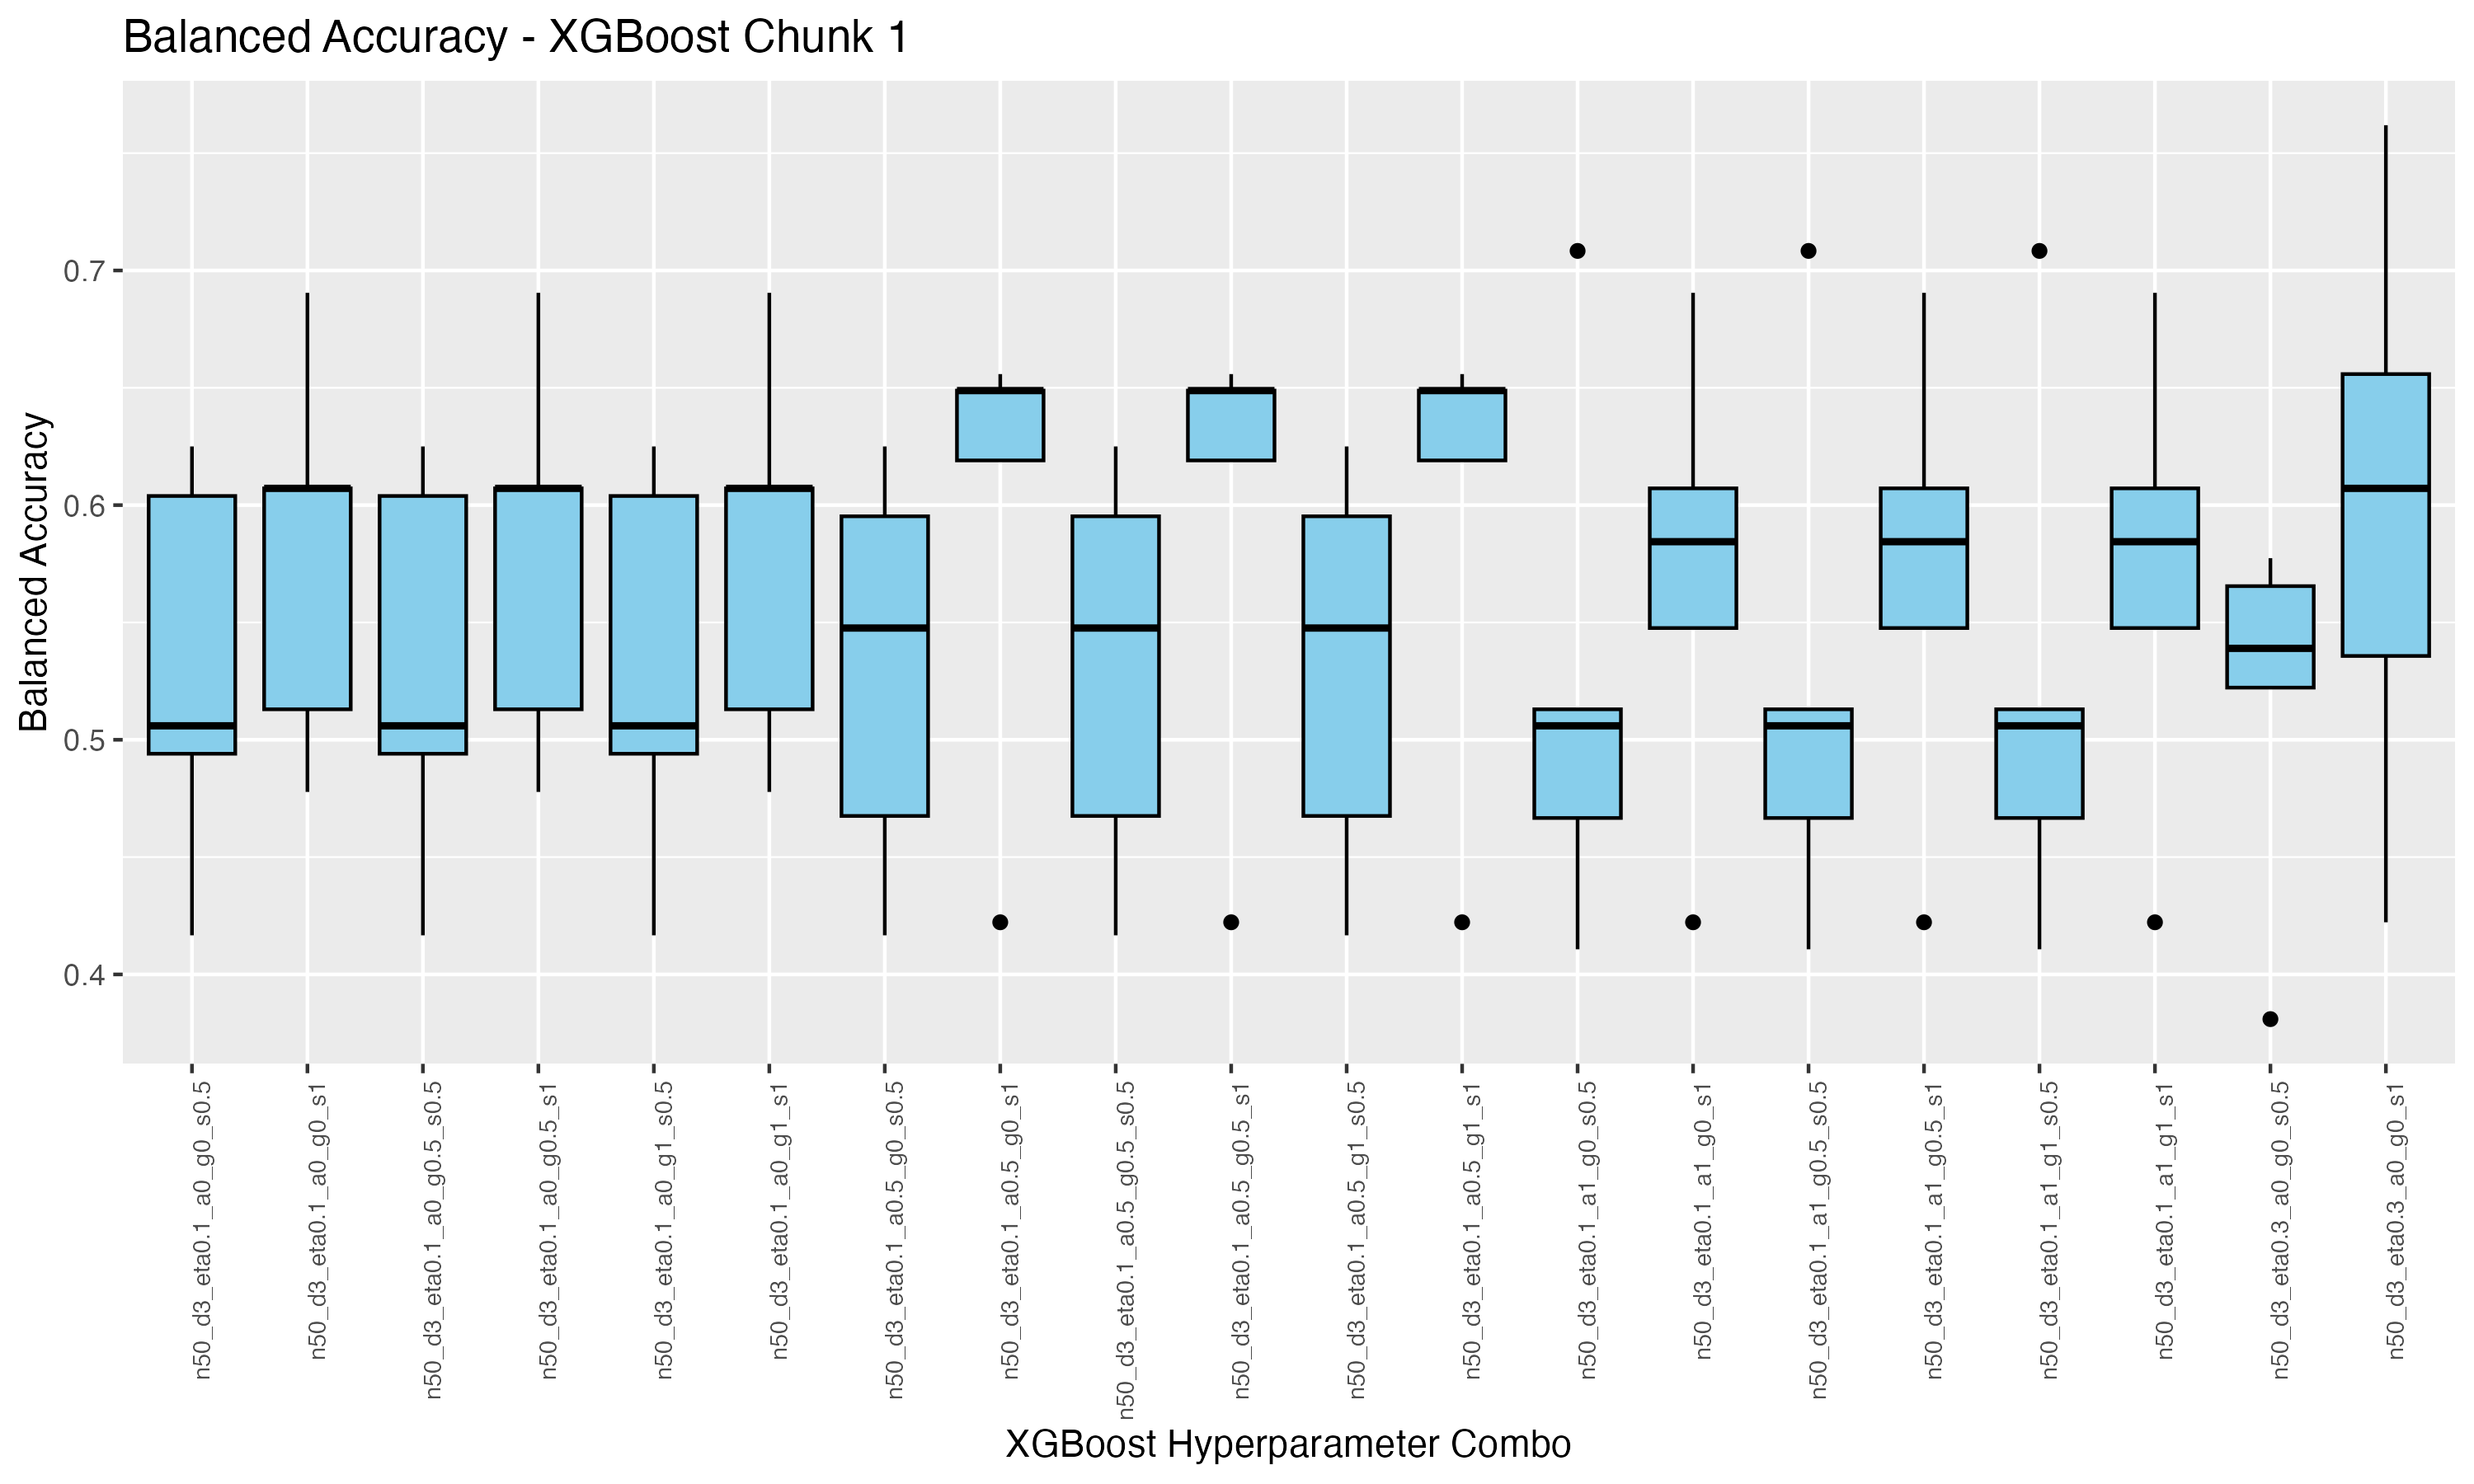 Balanced Accuracy - XGBoost Chunk 1
Balanced Accuracy
0.7
0.6
0.5
0.4
n50_d3_eta0.1_a0_g0_s0.5
n50_d3_eta0.1_a0_g0_s1
n50_d3_eta0.1_a0_g0.5_s0.5
n50_d3_eta0.1_a0_g0.5_s1
n50_d3_eta0.1_a0_g1_s0.5
n50_d3_eta0.1_a0_g1_s1
n50_d3_eta0.1_a0.5_g0_s0.5
n50_d3_eta0.1_a0.5_g0_s1
n50_d3_eta0.1_a0.5_g0.5_s0.5
n50_d3_eta0.1_a0.5_g0.5_s1
n50_d3_eta0.1_a0.5_g1_s0.5
n50_d3_eta0.1_a0.5_g1_s1
n50_d3_eta0.1_a1_g0_s0.5
n50_d3_eta0.1_a1_g0_s1
n50_d3_eta0.1_a1_g0.5_s0.5
n50_d3_eta0.1_a1_g0.5_s1
n50_d3_eta0.1_a1_g1_s0.5
n50_d3_eta0.1_a1_g1_s1
n50_d3_eta0.3_a0_g0_s0.5
n50_d3_eta0.3_a0_g0_s1
XGBoost Hyperparameter Combo